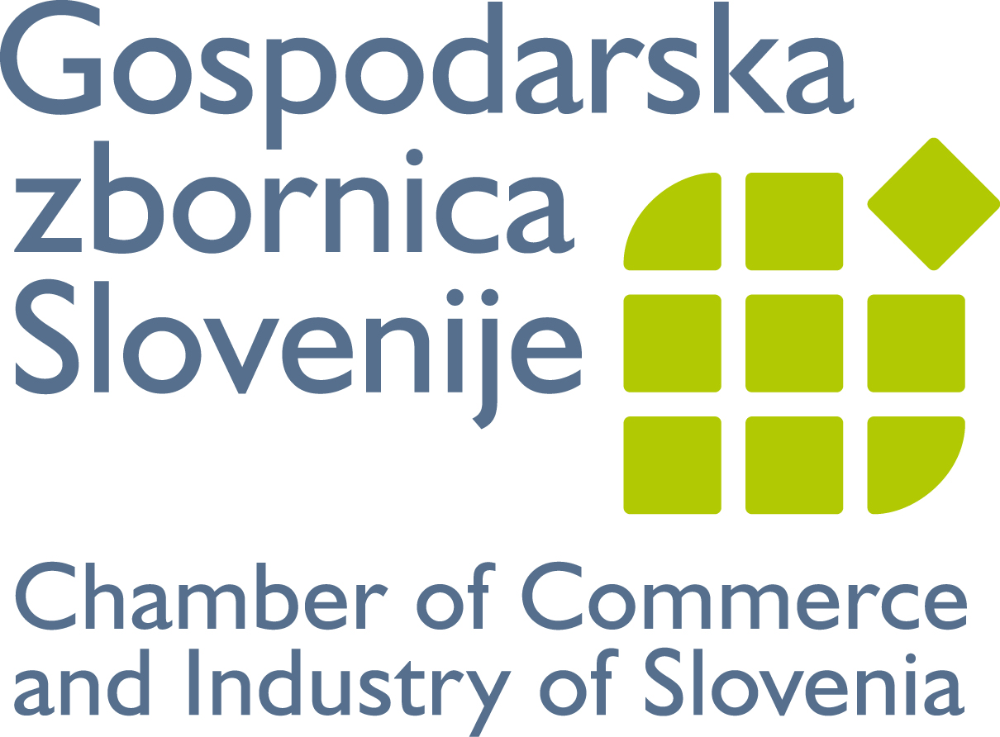 Gospodarska
zbornica
Slovenije
Chamber of Commerce
and Industry of Slovenia